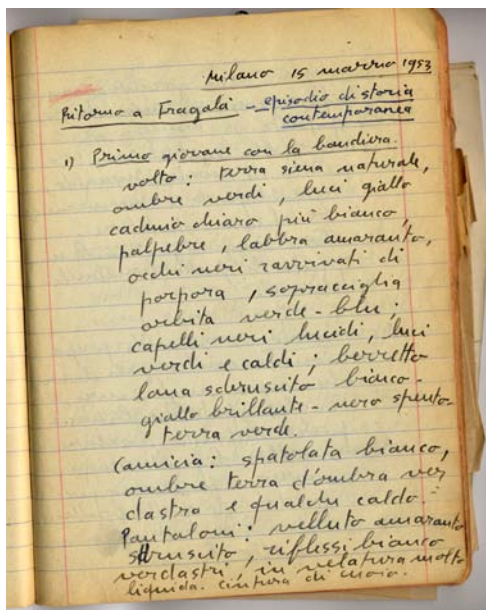 Milano 15 marzo 1953
Ritorno a Fragalà - episodio di storia
contemporanea
1) Primo giovane con la bandiera.
volto: terra siena naturale,
ombre verdi, luci giallo
cadmio chiaro più bianco,
palpebre, labbra amaranto,
occhi neri ravvivati di
porpora, sopracciglia
orbita verde-blu;
capelli neri lucidi, luci
verdi e caldi; berretto
lana sdruscito bianco-
giallo brillante - nero spento-
terra verde.
Camicia: spatolata bianco,
ombre terra d'ombra ver
dastra e qualche caldo.
Pantaloni: velluto amaranto
sdruscito, riflessi bianco
verdastri, in velatura molto
liquida. Cintura di cuoio.